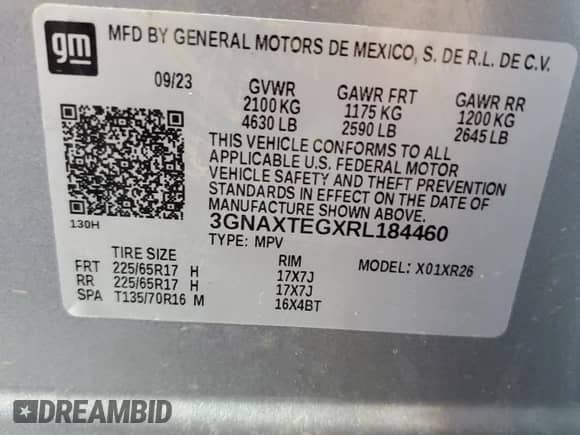 gm
MFD BY GENERAL MOTORS DE MEXICO, S. DE R.L. DE C.V.
09/23 GVWR GAWR FRT GAWR RR
2100 KG 1175 KG 1200 KG
4630 LB 2590 LB 2645 LB
THIS VEHICLE CONFORMS TO ALL
APPLICABLE U.S. FEDERAL MOTOR
VEHICLE SAFETY AND THEFT PREVENTION
STANDARDS IN EFFECT ON THE DATE OF
MANUFACTURE SHOWN ABOVE.
130H 3GNAXTEGXRL184460
TYPE: MPV
TIRE SIZE RIM MODEL: X01XR26
FRT 225/65R17 H 17X7J
RR 225/65R17 H 17X7J
SPA T135/70R16 M 16X4BT
DREAMBID